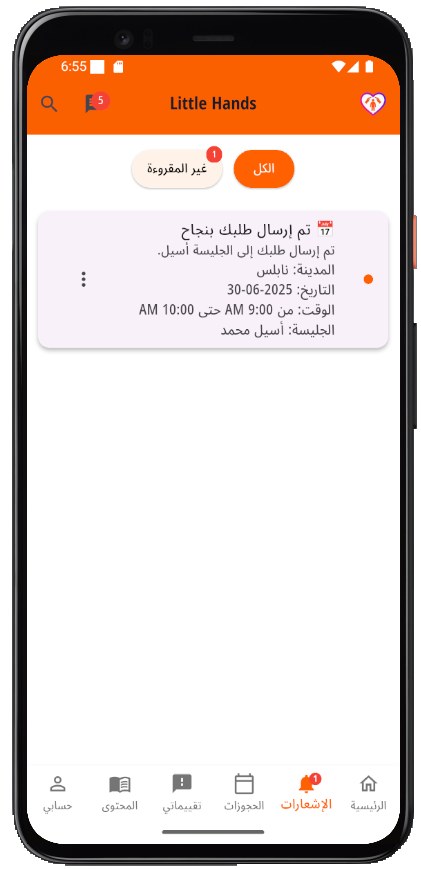 6:55
5
Little Hands
الكل
غير المقروءة
1
📅 تم إرسال طلبك بنجاح
تم إرسال طلبك إلى الجليسة أسيل.
المدينة: نابلس
التاريخ: 2025-06-30
الوقت: من 9:00 AM حتى 10:00 AM
الجليسة: أسيل محمد
1
الرئيسية
الإشعارات
الحجوزات
تقييماتي
المحتوى
حسابي